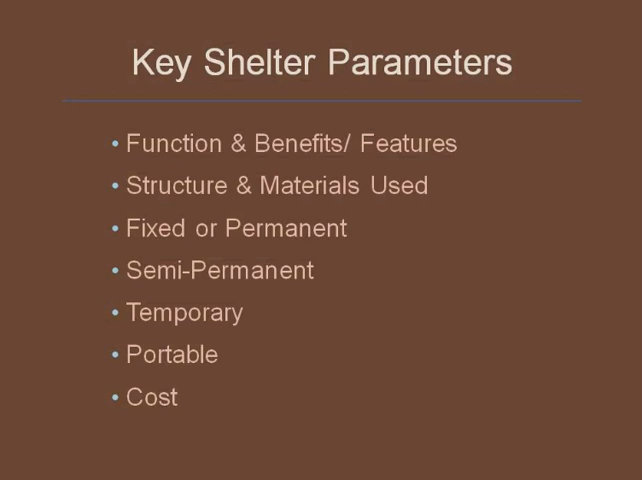 Key Shelter Parameters
• Function & Benefits/ Features
• Structure & Materials Used
• Fixed or Permanent
• Semi-Permanent
• Temporary
• Portable
• Cost